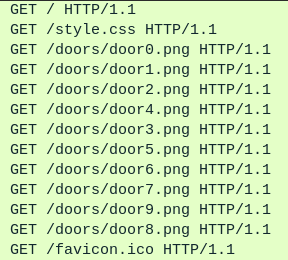 GET / HTTP/1.1
GET /style.css HTTP/1.1
GET /doors/door0.png HTTP/1.1
GET /doors/door1.png HTTP/1.1
GET /doors/door2.png HTTP/1.1
GET /doors/door4.png HTTP/1.1
GET /doors/door3.png HTTP/1.1
GET /doors/door5.png HTTP/1.1
GET /doors/door6.png HTTP/1.1
GET /doors/door7.png HTTP/1.1
GET /doors/door9.png HTTP/1.1
GET /doors/door8.png HTTP/1.1
GET /favicon.ico HTTP/1.1